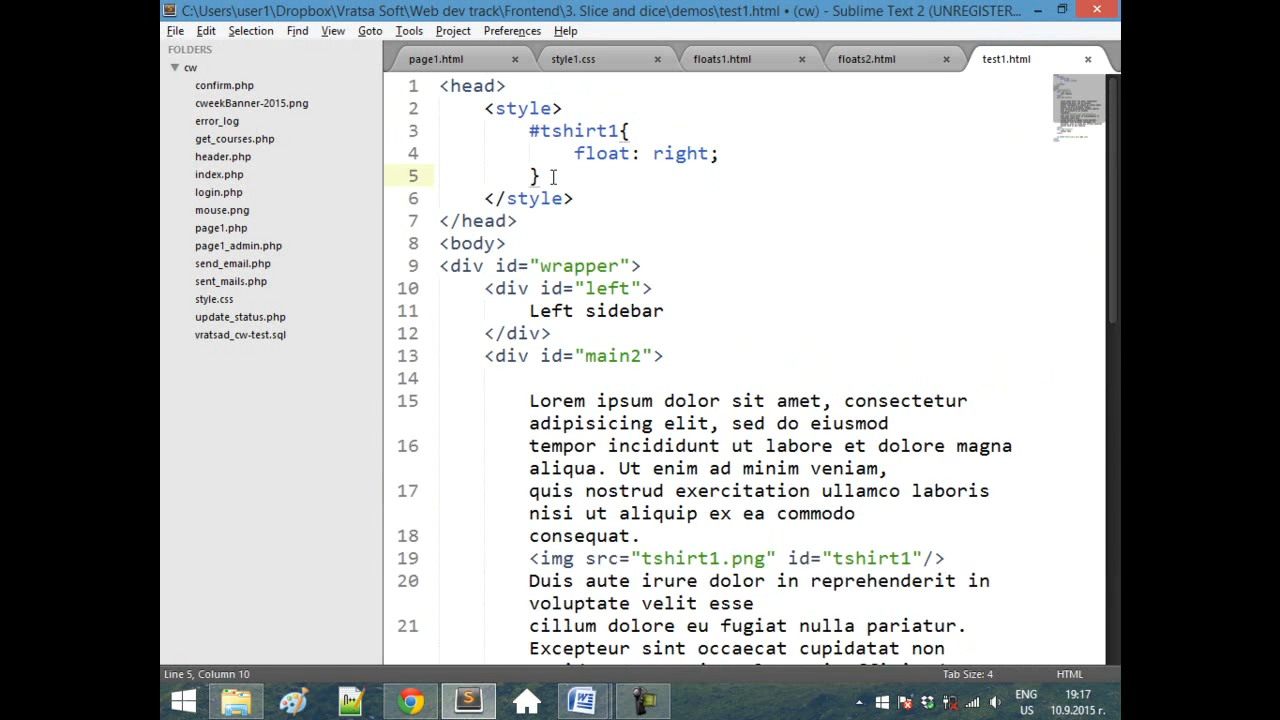 C:\Users\user1\Dropbox\Vratsa Soft\Web dev track\Frontend\3. Slice and dice\demos\test1.html • (cw) - Sublime Text 2 (UNREGISTER...
File Edit Selection Find View Goto Tools Project Preferences Help
FOLDERS
cw
confirm.php
cweekBanner-2015.png
error_log
get_courses.php
header.php
index.php
login.php
mouse.png
page1.php
page1_admin.php
send_email.php
sent_mails.php
style.css
update_status.php
vratsad_cw-test.sql
page1.html × style1.css × floats1.html × floats2.html × test1.html ×
1 <head>
2 <style>
3 #tshirt1{
4 float: right;
5 }
6 </style>
7 </head>
8 <body>
9 <div id="wrapper">
10 <div id="left">
11 Left sidebar
12 </div>
13 <div id="main2">
14
15 Lorem ipsum dolor sit amet, consectetur
adipisicing elit, sed do eiusmod
16 tempor incididunt ut labore et dolore magna
aliqua. Ut enim ad minim veniam,
17 quis nostrud exercitation ullamco laboris
nisi ut aliquip ex ea commodo
18 consequat.
19 <img src="tshirt1.png" id="tshirt1"/>
20 Duis aute irure dolor in reprehenderit in
voluptate velit esse
21 cillum dolore eu fugiat nulla pariatur.
Excepteur sint occaecat cupidatat non
Line 5, Column 10 Tab Size: 4 HTML
ENG 19:17
US 10.9.2015 г.